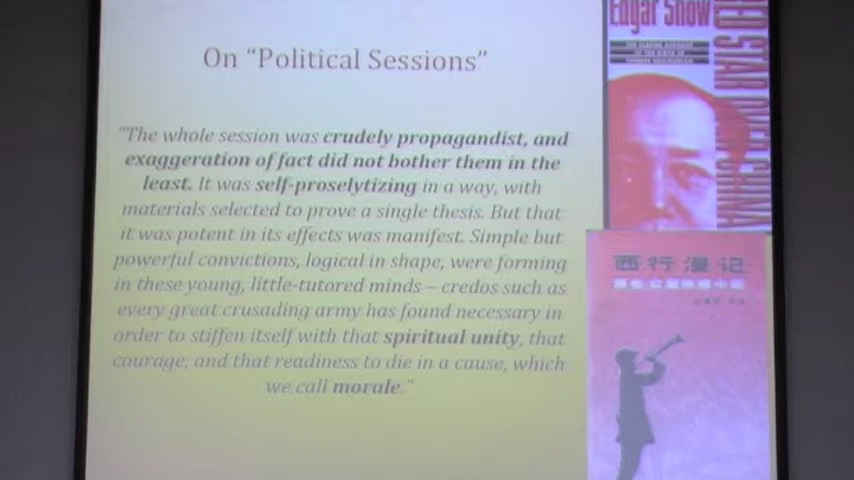 On “Political Sessions”
"The whole session was crudely propagandist, and
exaggeration of fact did not bother them in the
least. It was self-proselytizing in a way, with
materials selected to prove a single thesis. But that
it was potent in its effects was manifest. Simple but
powerful convictions, logical in shape, were forming
in these young, little-tutored minds – credos such as
every great crusading army has found necessary in
order to stiffen itself with that spiritual unity, that
courage, and that readiness to die in a cause, which
we call morale."
Edgar Snow
RED STAR OVER CHINA
西行漫记